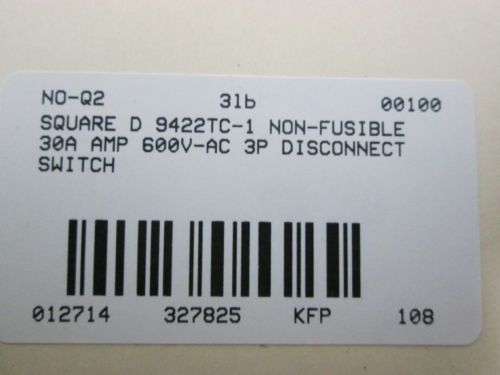 NO-Q2 3lb 00100
SQUARE D 9422TC-1 NON-FUSIBLE
30A AMP 600V-AC 3P DISCONNECT
SWITCH
012714 327825 KFP 108